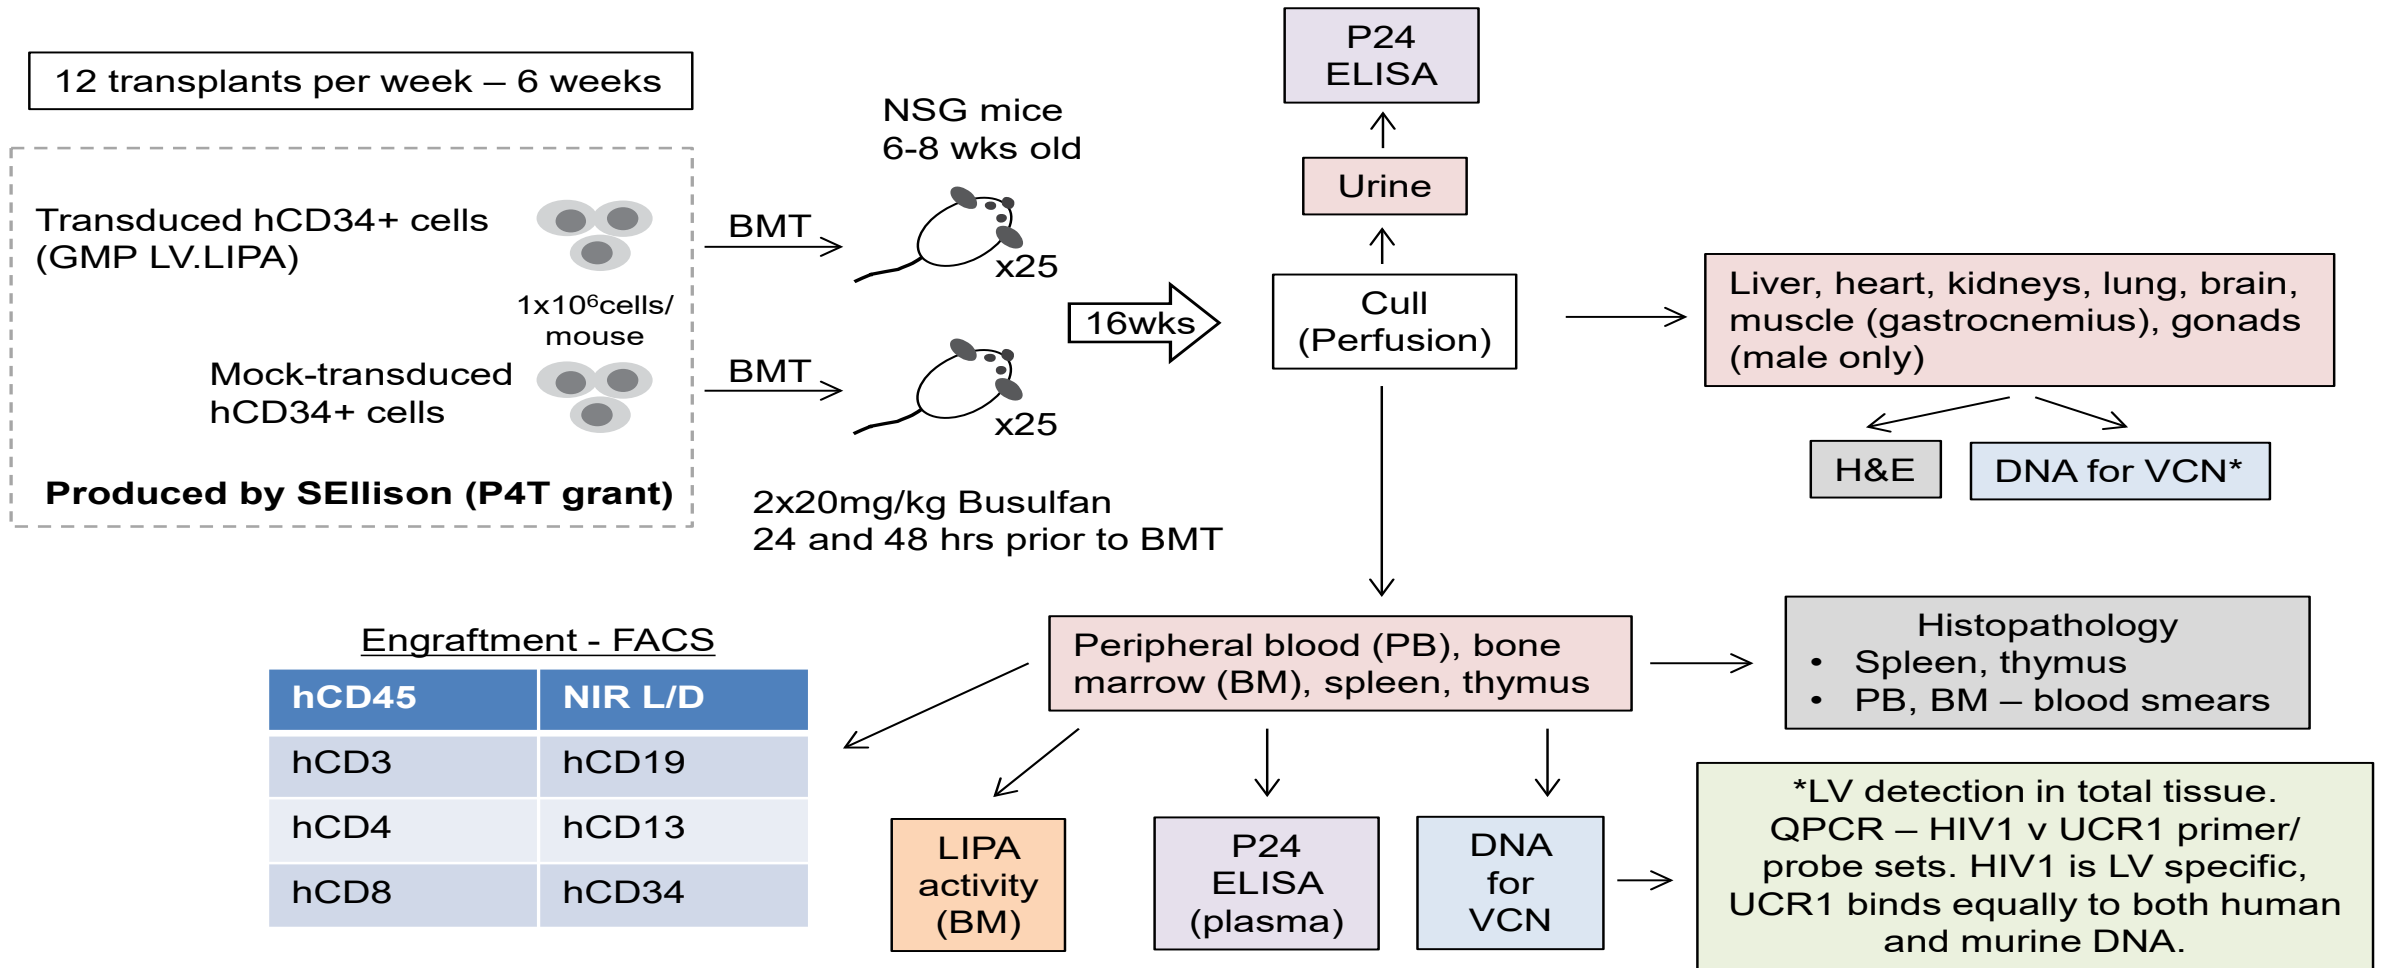 12 transplants per week – 6 weeks
Transduced hCD34+ cells
(GMP LV.LIPA)
1x10⁶cells/
mouse
Mock-transduced
hCD34+ cells
Produced by SEllison (P4T grant)
BMT
BMT
NSG mice
6-8 wks old
x25
x25
2x20mg/kg Busulfan
24 and 48 hrs prior to BMT
16wks
P24
ELISA
Urine
Cull
(Perfusion)
Liver, heart, kidneys, lung, brain,
muscle (gastrocnemius), gonads
(male only)
H&E
DNA for VCN*
Engraftment - FACS
hCD45 NIR L/D
hCD3 hCD19
hCD4 hCD13
hCD8 hCD34
Peripheral blood (PB), bone
marrow (BM), spleen, thymus
Histopathology
• Spleen, thymus
• PB, BM – blood smears
LIPA
activity
(BM)
P24
ELISA
(plasma)
DNA
for
VCN
*LV detection in total tissue.
QPCR – HIV1 v UCR1 primer/
probe sets. HIV1 is LV specific,
UCR1 binds equally to both human
and murine DNA.